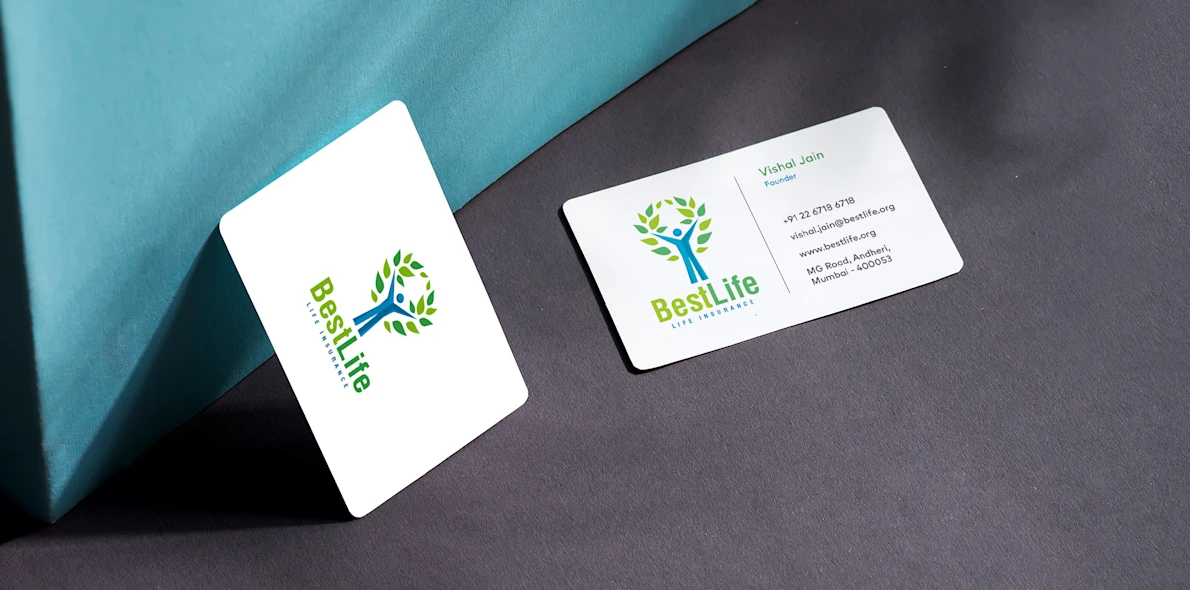 BestLife
LIFE INSURANCE
BestLife
LIFE INSURANCE
Vishal Jain
Founder
+91 22 6718 6718
vishal.jain@bestlife.org
www.bestlife.org
MG Road, Andheri,
Mumbai - 400053